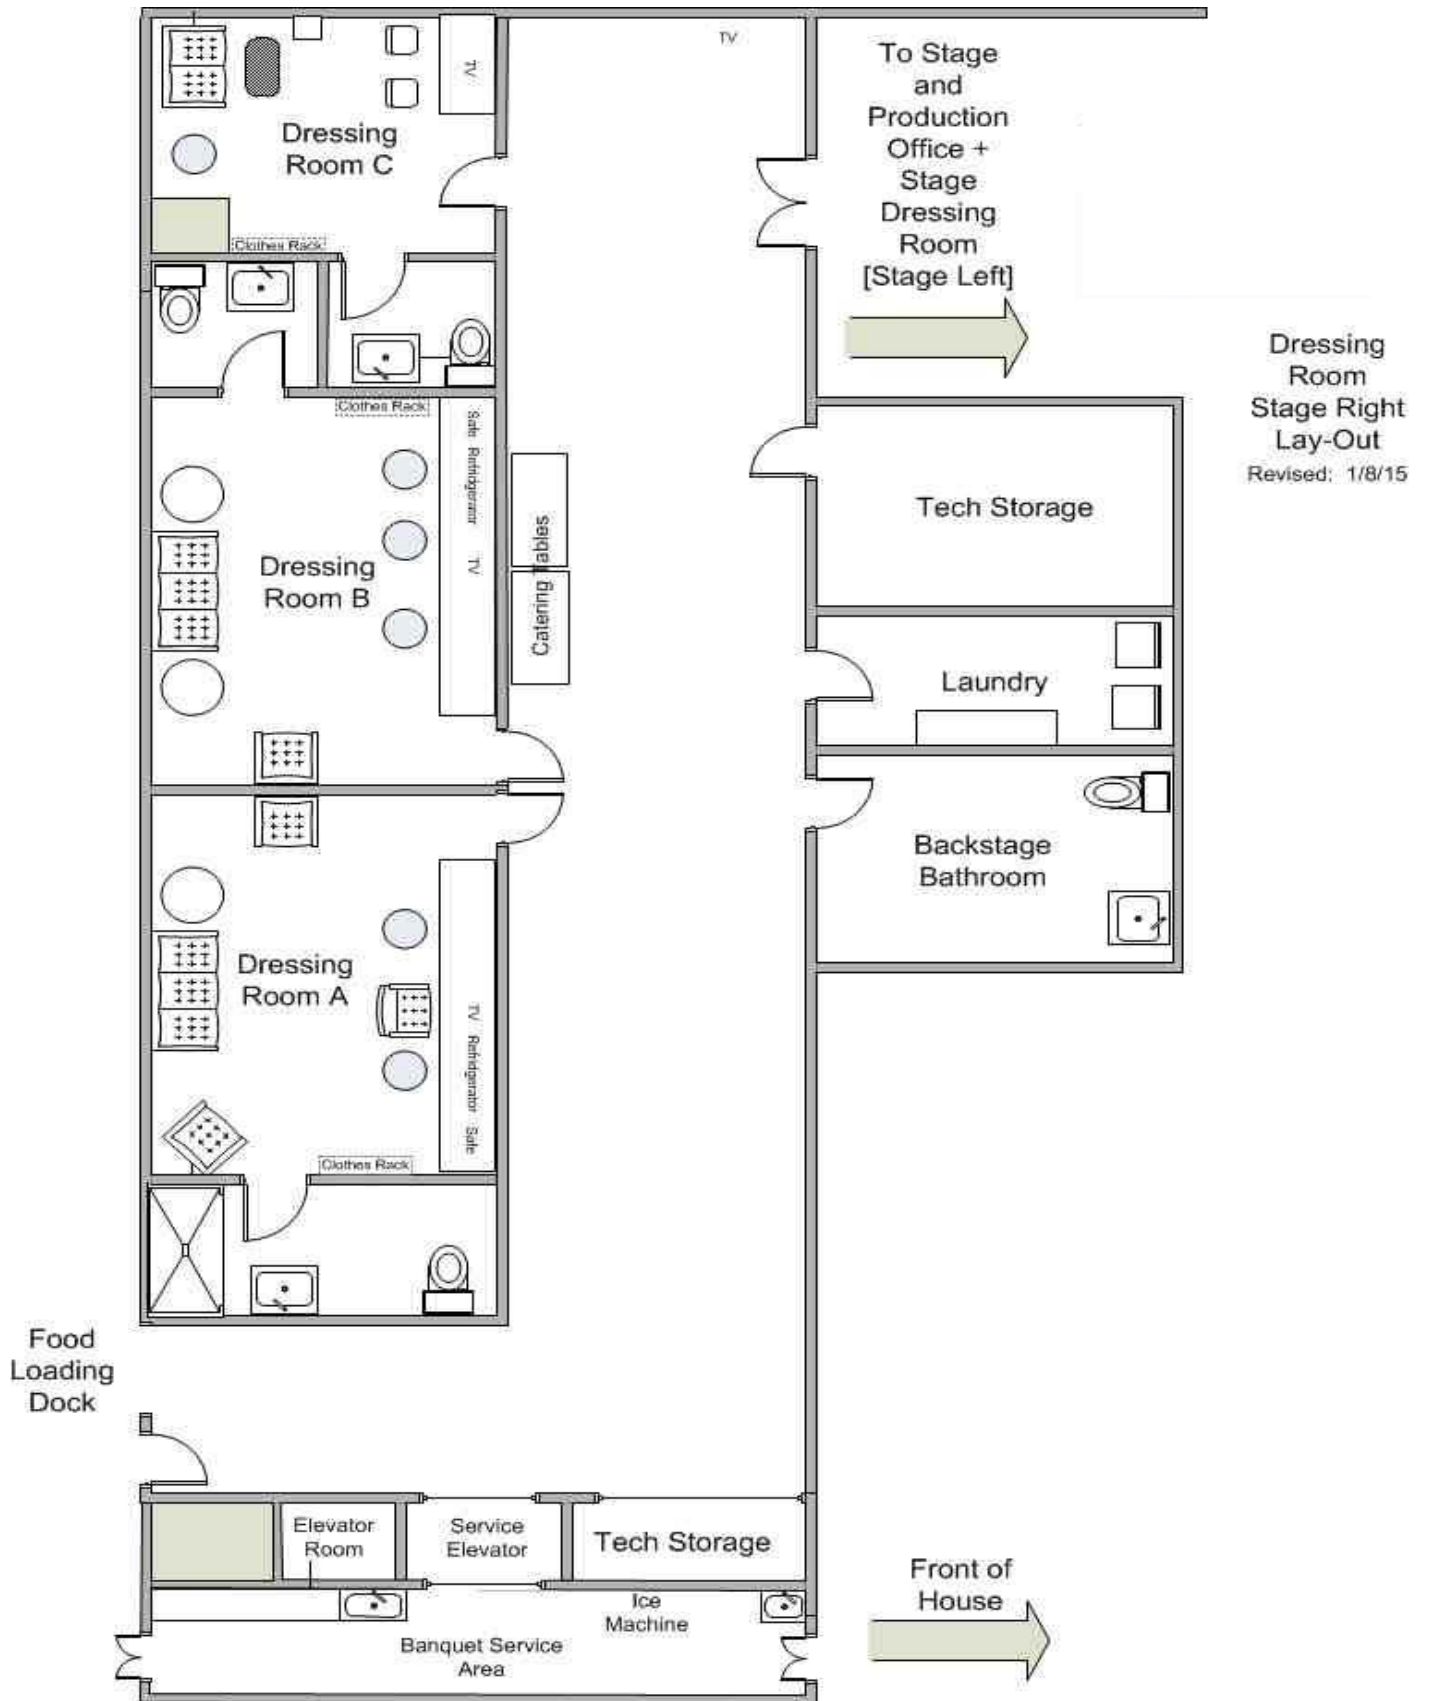 TV
To Stage
and
Production
Office +
Stage
Dressing
Room
[Stage Left]
TV
Dressing
Room C
Clothes Rack
Dressing
Room
Stage Right
Lay-Out
Revised: 1/8/15
Clothes Rack
Safe Refridgerator TV
Dressing
Room B
Catering Tables
Tech Storage
Laundry
Backstage
Bathroom
Dressing
Room A
TV Refridgerator Safe
Clothes Rack
Food
Loading
Dock
Elevator
Room
Service
Elevator
Tech Storage
Ice
Machine
Banquet Service
Area
Front of
House